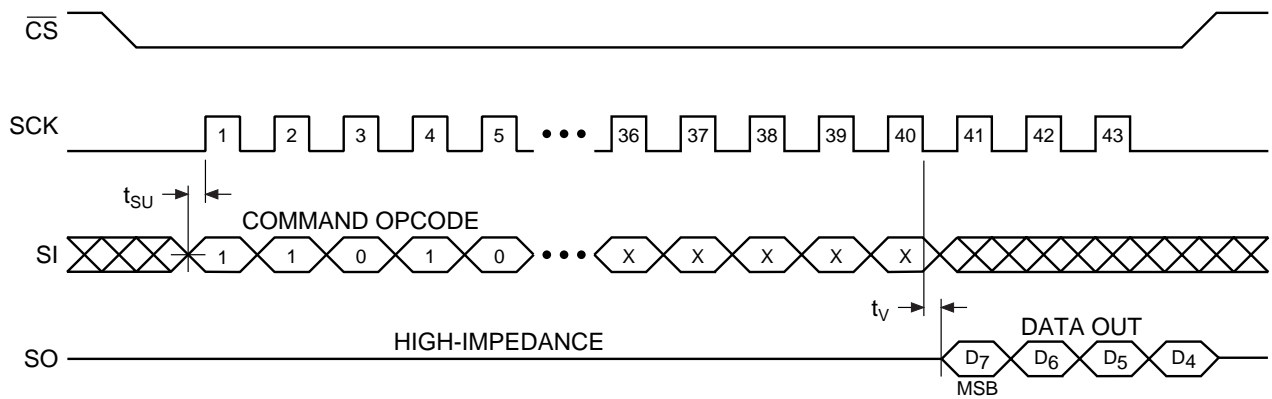 CS
SCK
1 2 3 4 5 ••• 36 37 38 39 40 41 42 43
tSU
COMMAND OPCODE
SI
1 1 0 1 0 ••• X X X X X
tV
HIGH-IMPEDANCE
DATA OUT
SO
D7 D6 D5 D4
MSB